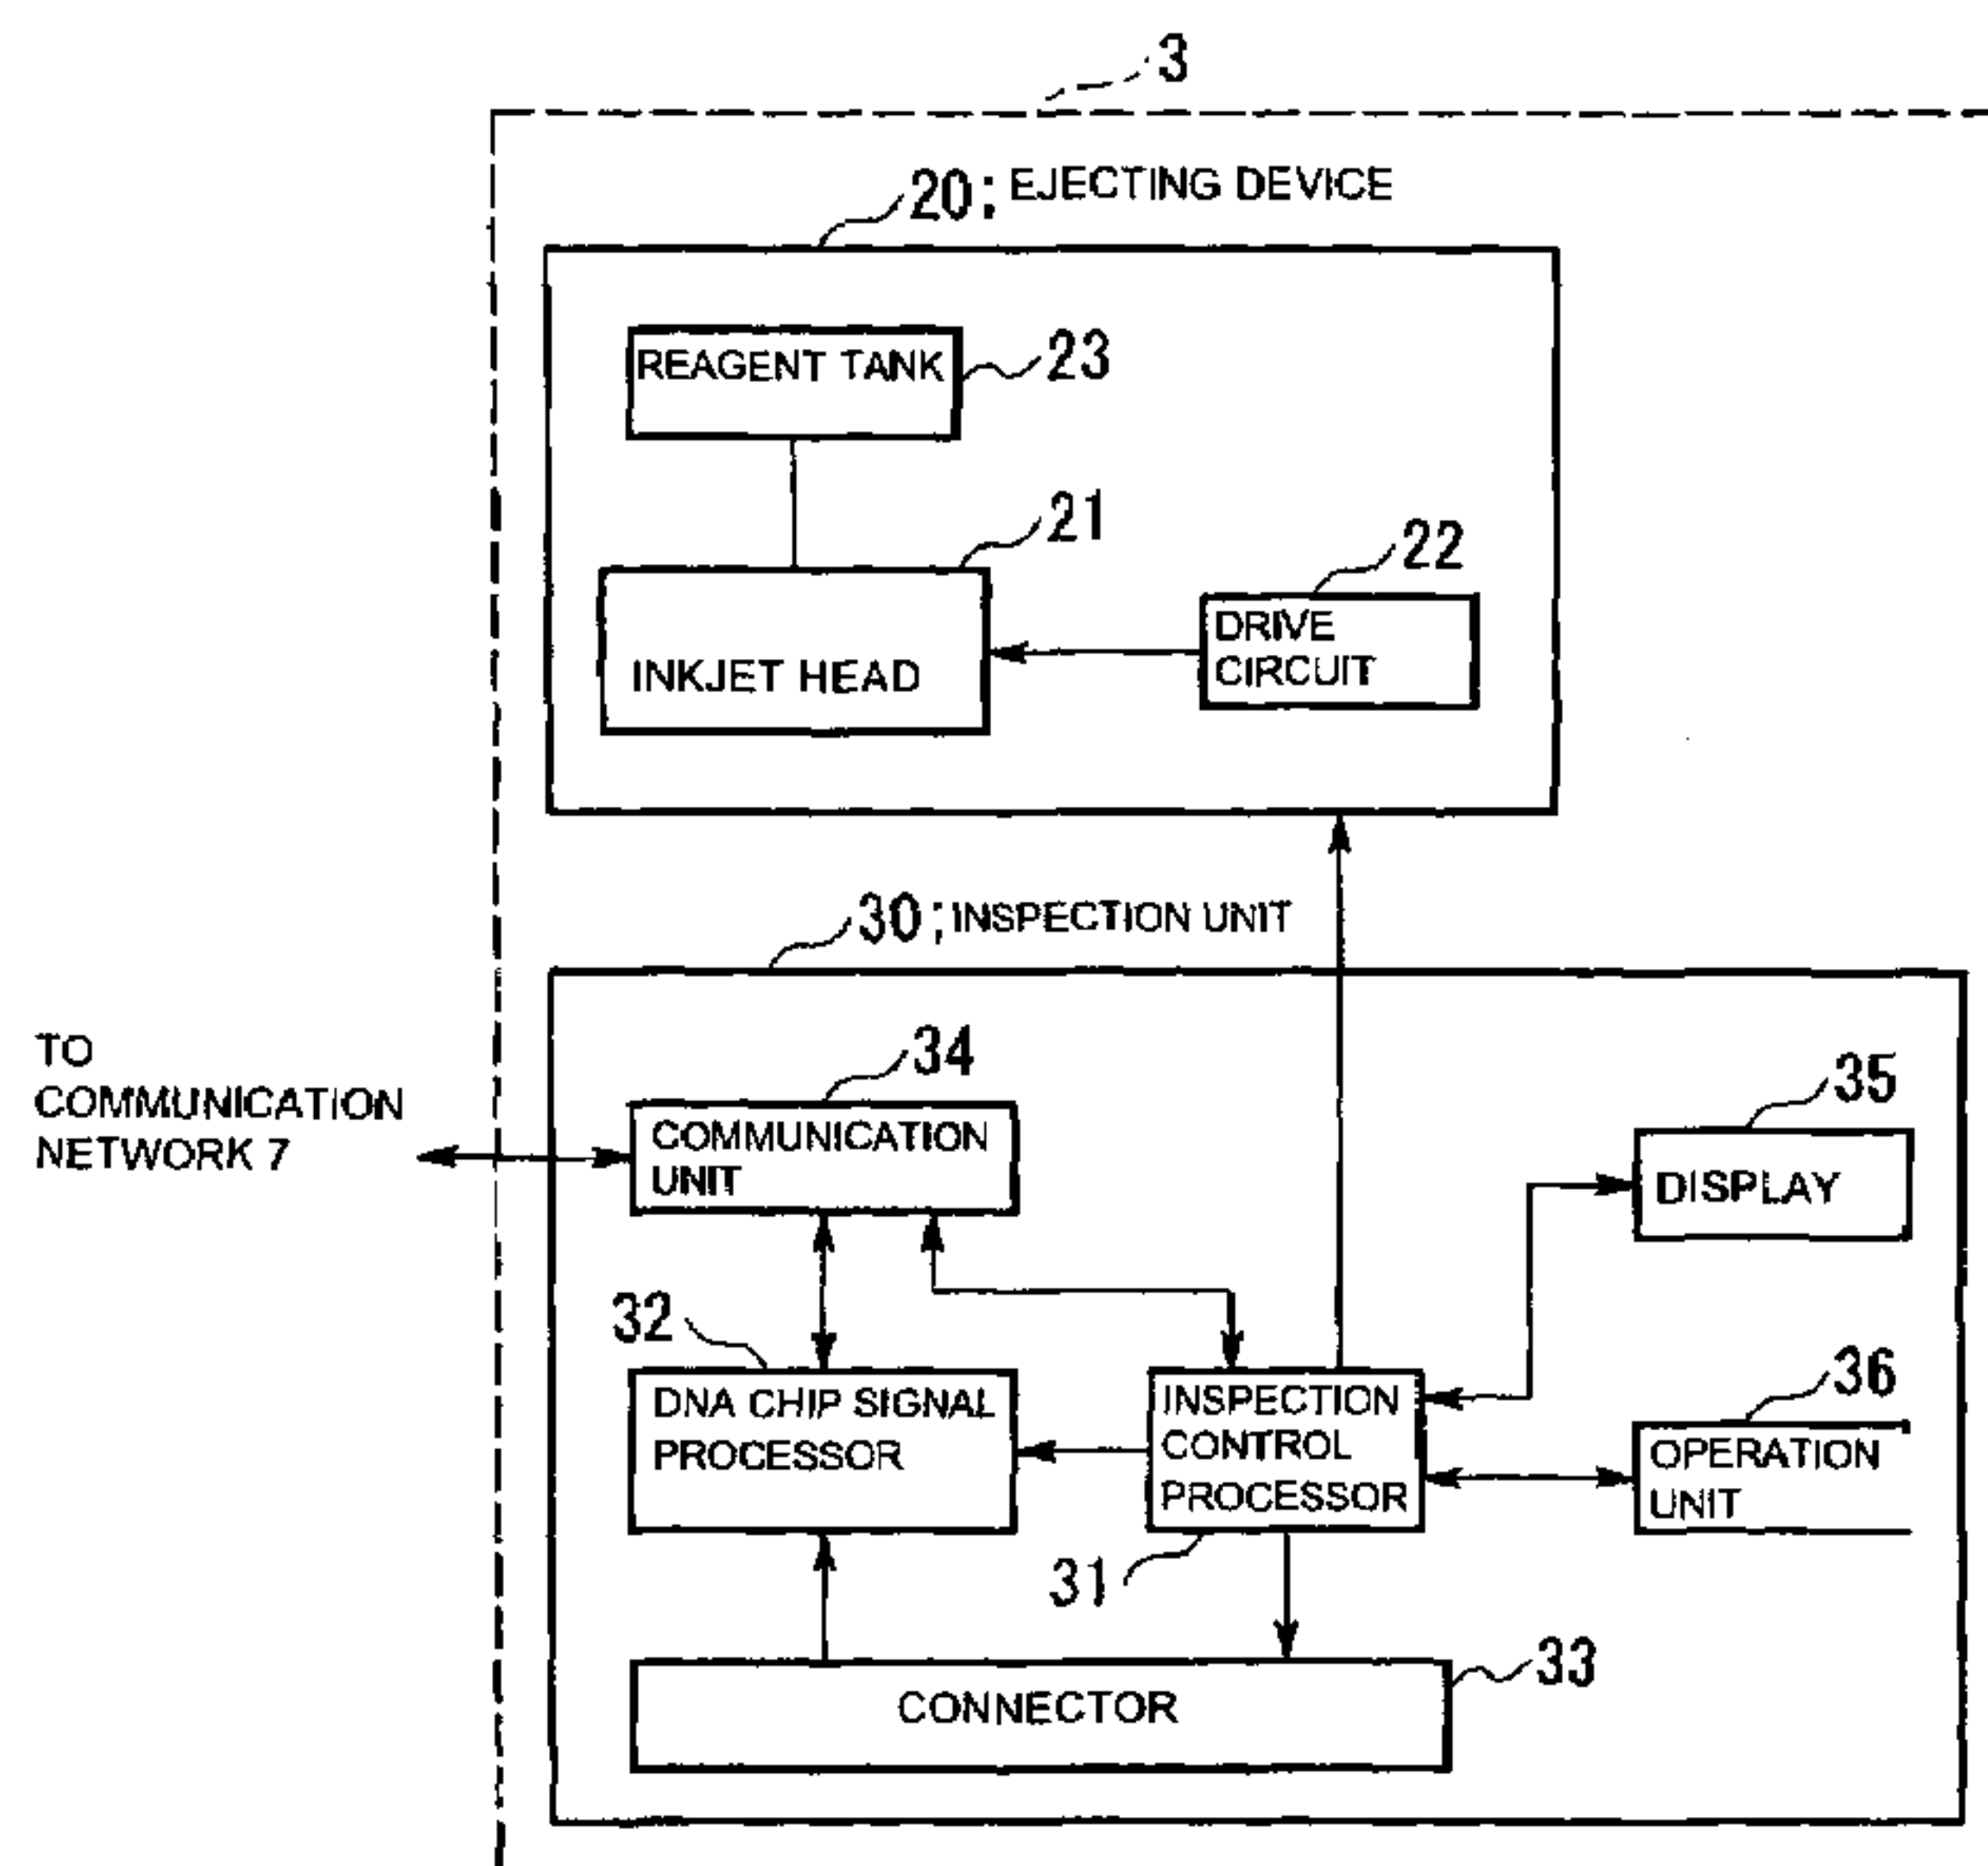 3
20; EJECTING DEVICE
REAGENT TANK
23
21
22
INKJET HEAD
DRIVE
CIRCUIT
30; INSPECTION UNIT
TO
COMMUNICATION
NETWORK 7
34
COMMUNICATION
UNIT
35
DISPLAY
32
DNA CHIP SIGNAL
PROCESSOR
INSPECTION
CONTROL
PROCESSOR
31
36
OPERATION
UNIT
33
CONNECTOR